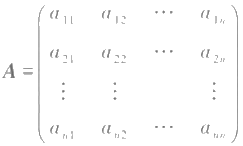 a₁₁ a₁₂ ⋯ a₁ₙ
a₂₁ a₂₂ ⋯ a₂ₙ
A = ⋮ ⋮ ⋮
aₙ₁ aₙ₂ ⋯ aₙₙ